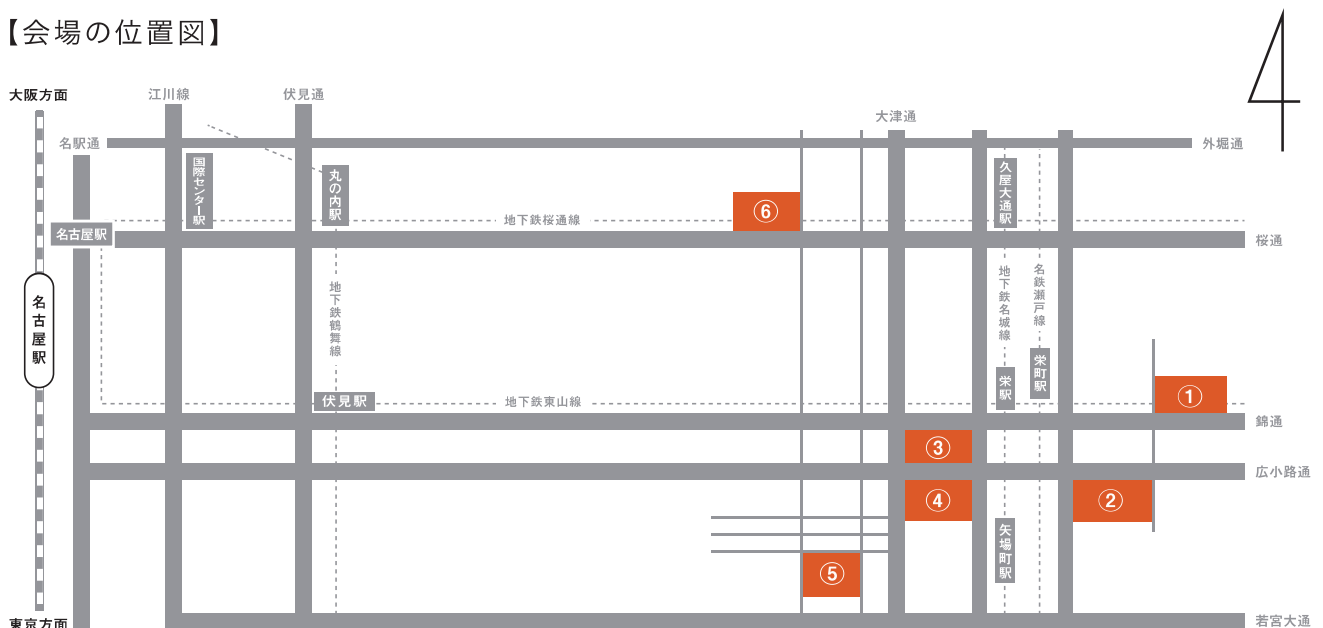 【会場の位置図】
大阪方面
江川線
伏見通
大津通
名駅通
外堀通
国際センター駅
丸の内駅
久屋大通駅
⑥
地下鉄桜通線
名古屋駅
桜通
地下鉄鶴舞線
地下鉄名城線
名鉄瀬戸線
名古屋駅
栄町駅
栄駅
①
伏見駅
地下鉄東山線
錦通
③
広小路通
④
②
矢場町駅
⑤
東京方面
若宮大通